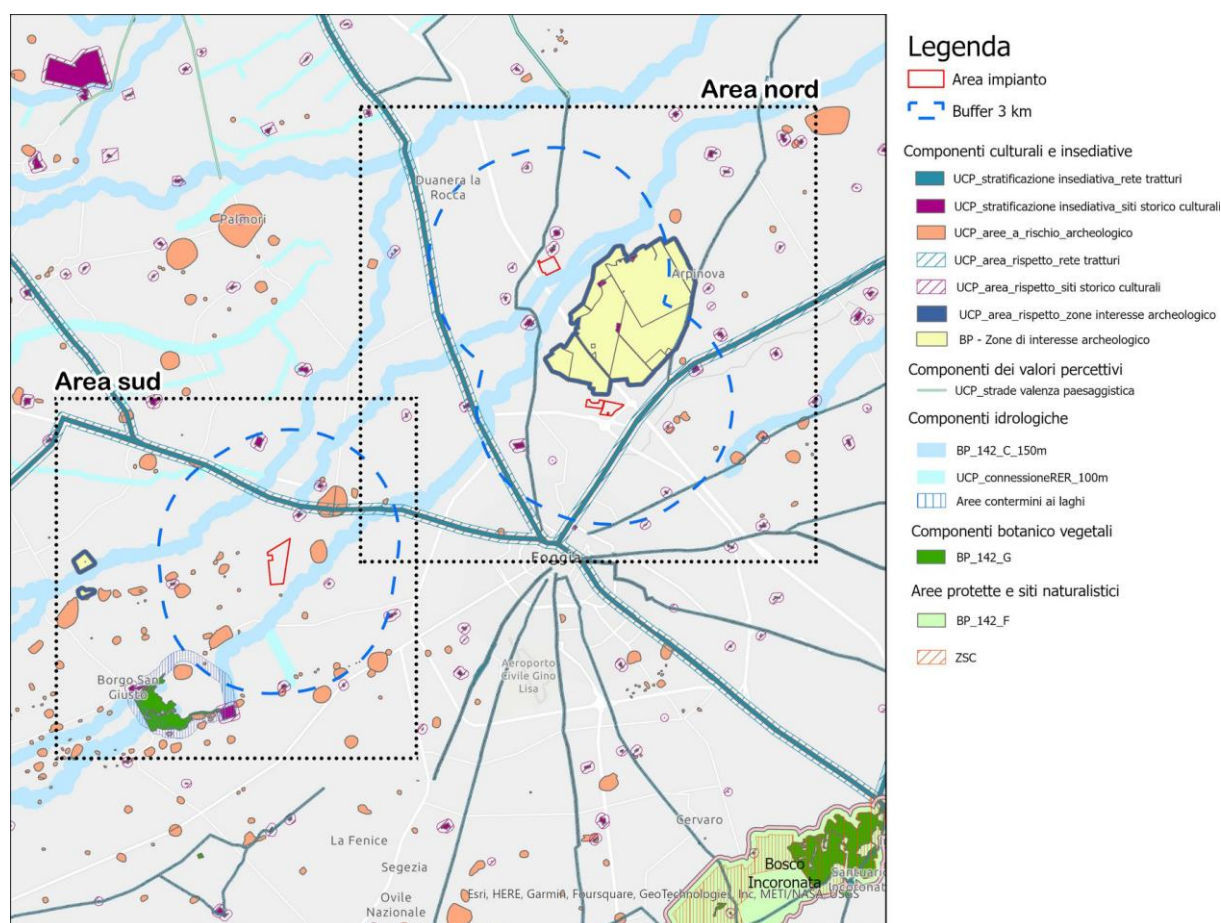 Area nord
Duanera la
Rocca
Palmori
Arpinova
Area sud
Foggia
Borgo San
Giusto
Aeroporto
Civile Gino
Lisa
La Fenice
Segezia
Ovile
Nazionale
Cervaro
Bosco
Incoronata
Santuario
Incoronat
Esri, HERE, Garmin, Foursquare, GeoTechnologies, Inc, METI/NASA, USGS
Legenda
Area impianto
Buffer 3 km
Componenti culturali e insediative
UCP_stratificazione insediativa_rete tratturi
UCP_stratificazione insediativa_siti storico culturali
UCP_aree_a_rischio_archeologico
UCP_area_rispetto_rete tratturi
UCP_area_rispetto_siti storico culturali
UCP_area_rispetto_zone interesse archeologico
BP - Zone di interesse archeologico
Componenti dei valori percettivi
UCP_strade valenza paesaggistica
Componenti idrologiche
BP_142_C_150m
UCP_connessioneRER_100m
Aree contermini ai laghi
Componenti botanico vegetali
BP_142_G
Aree protette e siti naturalistici
BP_142_F
ZSC